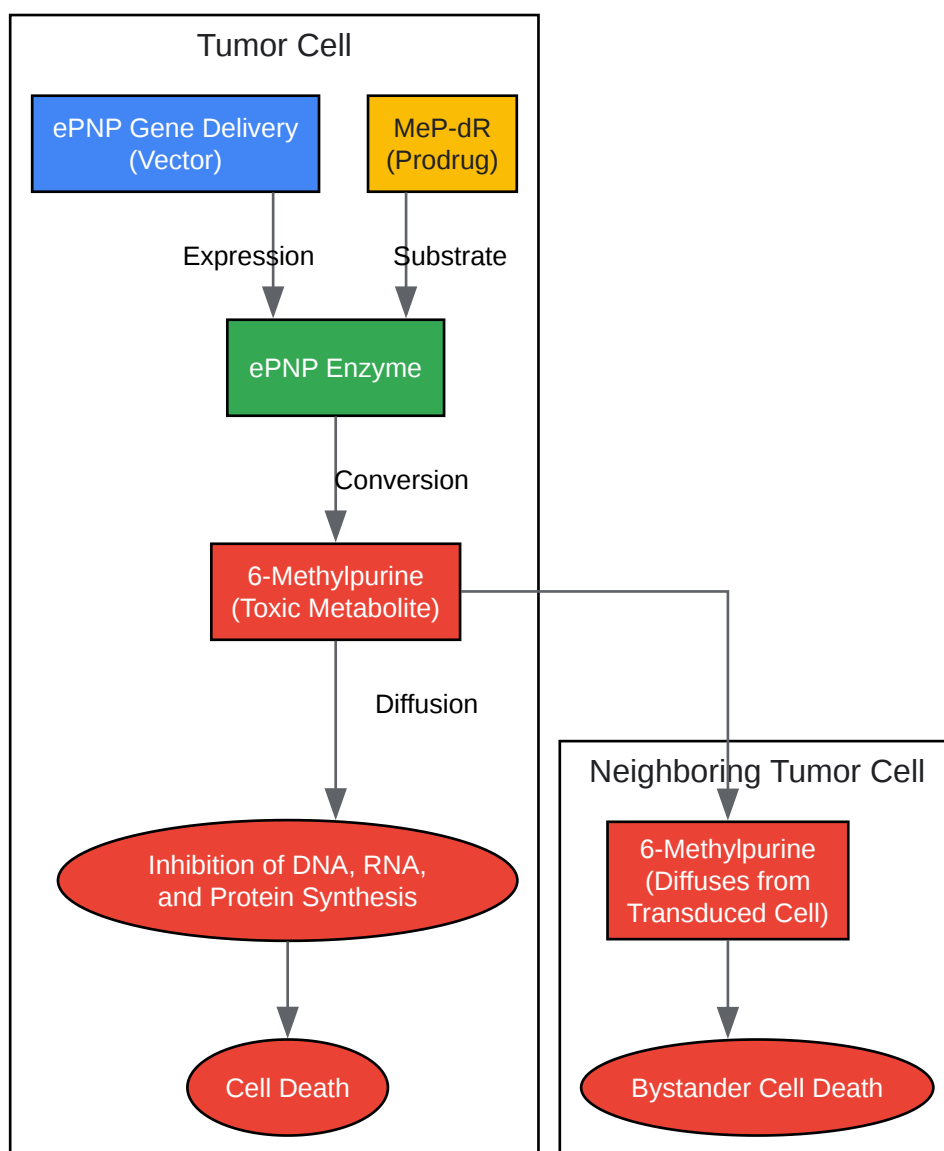 Tumor Cell
ePNP Gene Delivery
(Vector)
MeP-dR
(Prodrug)
Expression
Substrate
ePNP Enzyme
Conversion
6-Methylpurine
(Toxic Metabolite)
Diffusion
Inhibition of DNA, RNA,
and Protein Synthesis
Cell Death
Neighboring Tumor Cell
6-Methylpurine
(Diffuses from
Transduced Cell)
Bystander Cell Death